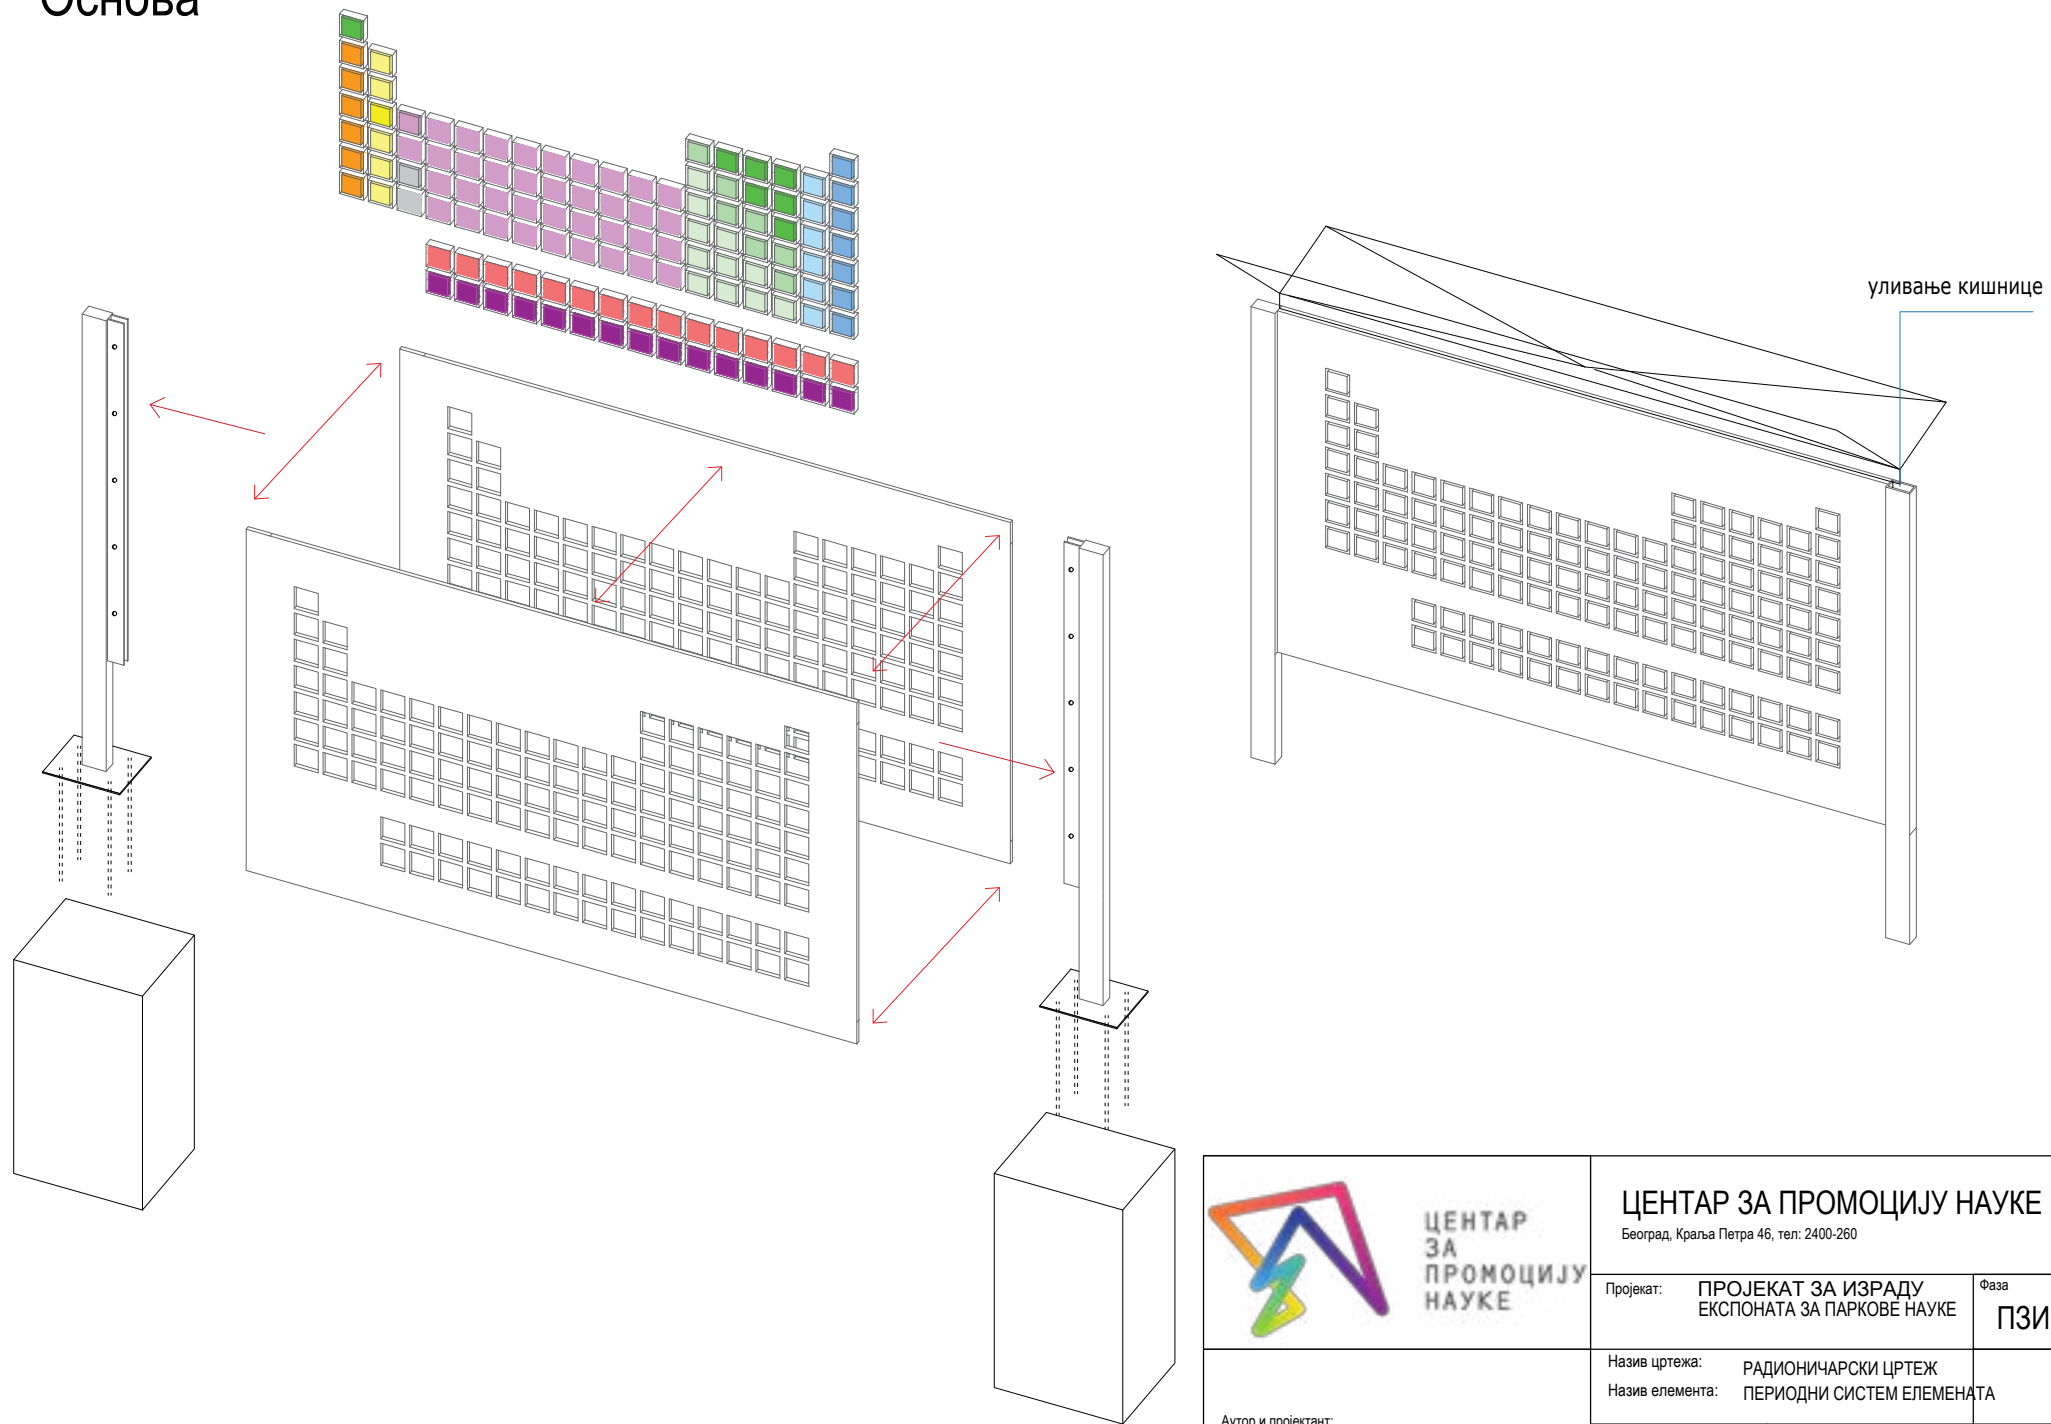 Основа
уливање кишнице
ЦЕНТАР
ЗА
ПРОМОЦИЈУ
НАУКЕ
ЦЕНТАР ЗА ПРОМОЦИЈУ НАУКЕ
Београд, Краља Петра 46, тел: 2400-260
Пројекат: ПРОЈЕКАТ ЗА ИЗРАДУ
ЕКСПОНАТА ЗА ПАРКОВЕ НАУКЕ
Фаза
ПЗИ
Назив цртежа: РАДИОНИЧАРСКИ ЦРТЕЖ
Назив елемента: ПЕРИОДНИ СИСТЕМ ЕЛЕМЕНАТА
Аутор и пројектант: